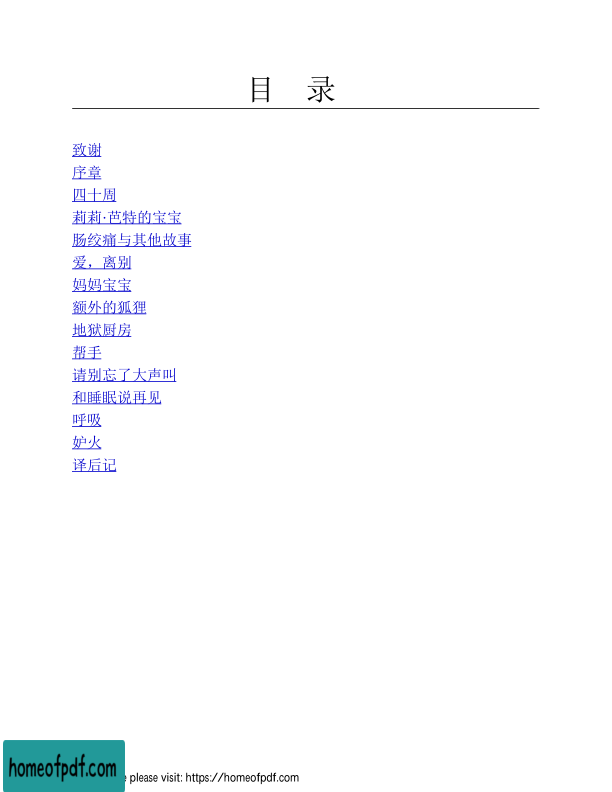 目 录
致谢
序章
四十周
莉莉·芭特的宝宝
肠绞痛与其他故事
爱，离别
妈妈宝宝
额外的狐狸
地狱厨房
帮手
请别忘了大声叫
和睡眠说再见
呼吸
妒火
译后记
homeofpdf.com
e please visit: https://homeofpdf.com